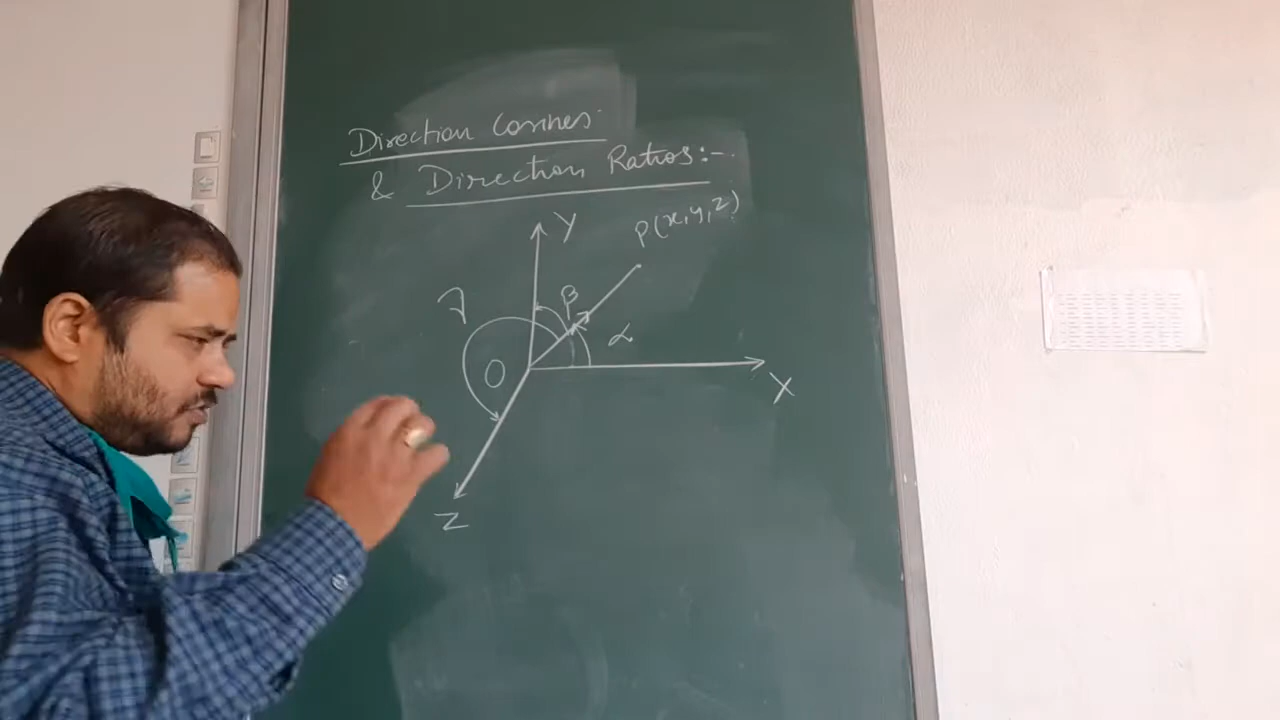 Direction Cosines
& Direction Ratios:-
Y
P(x,y,z)
β
γ
α
O
X
Z